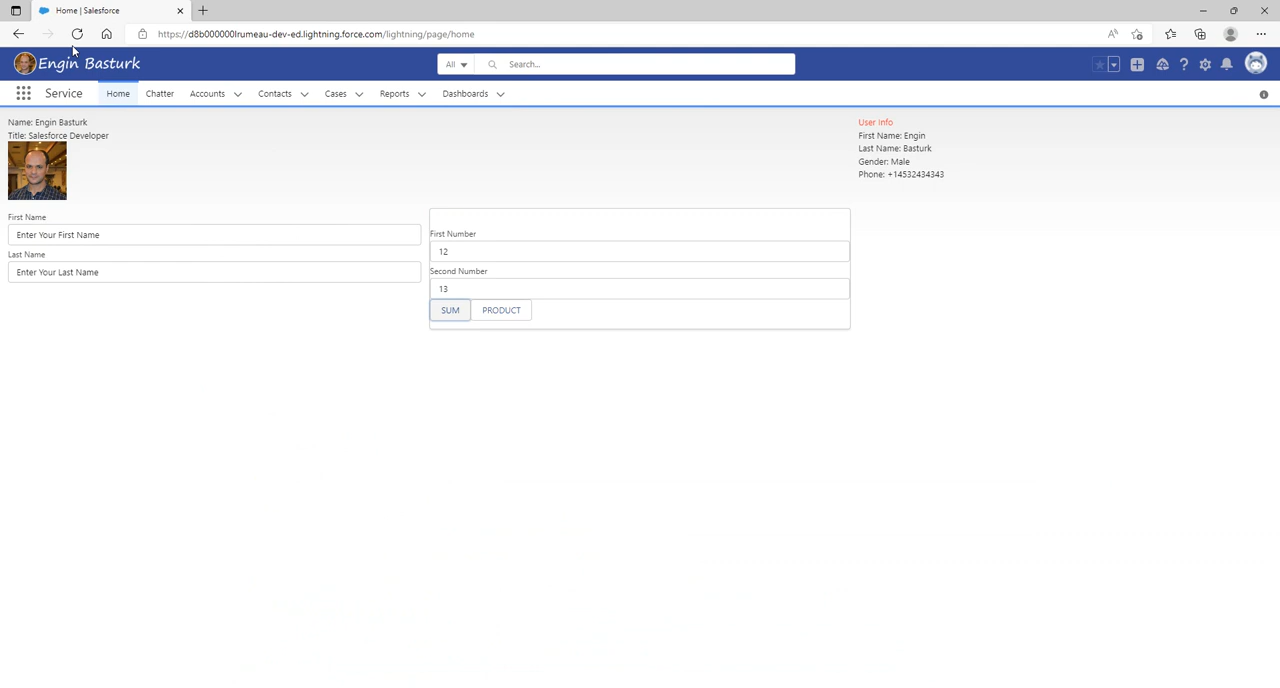 Home | Salesforce
https://d8b000000lrumeau-dev-ed.lightning.force.com/lightning/page/home
Engin Basturk
All
Search...
Service
Home
Chatter
Accounts
Contacts
Cases
Reports
Dashboards
Name: Engin Basturk
Title: Salesforce Developer
User Info
First Name: Engin
Last Name: Basturk
Gender: Male
Phone: +14532434343
First Name
Enter Your First Name
Last Name
Enter Your Last Name
First Number
12
Second Number
13
SUM
PRODUCT